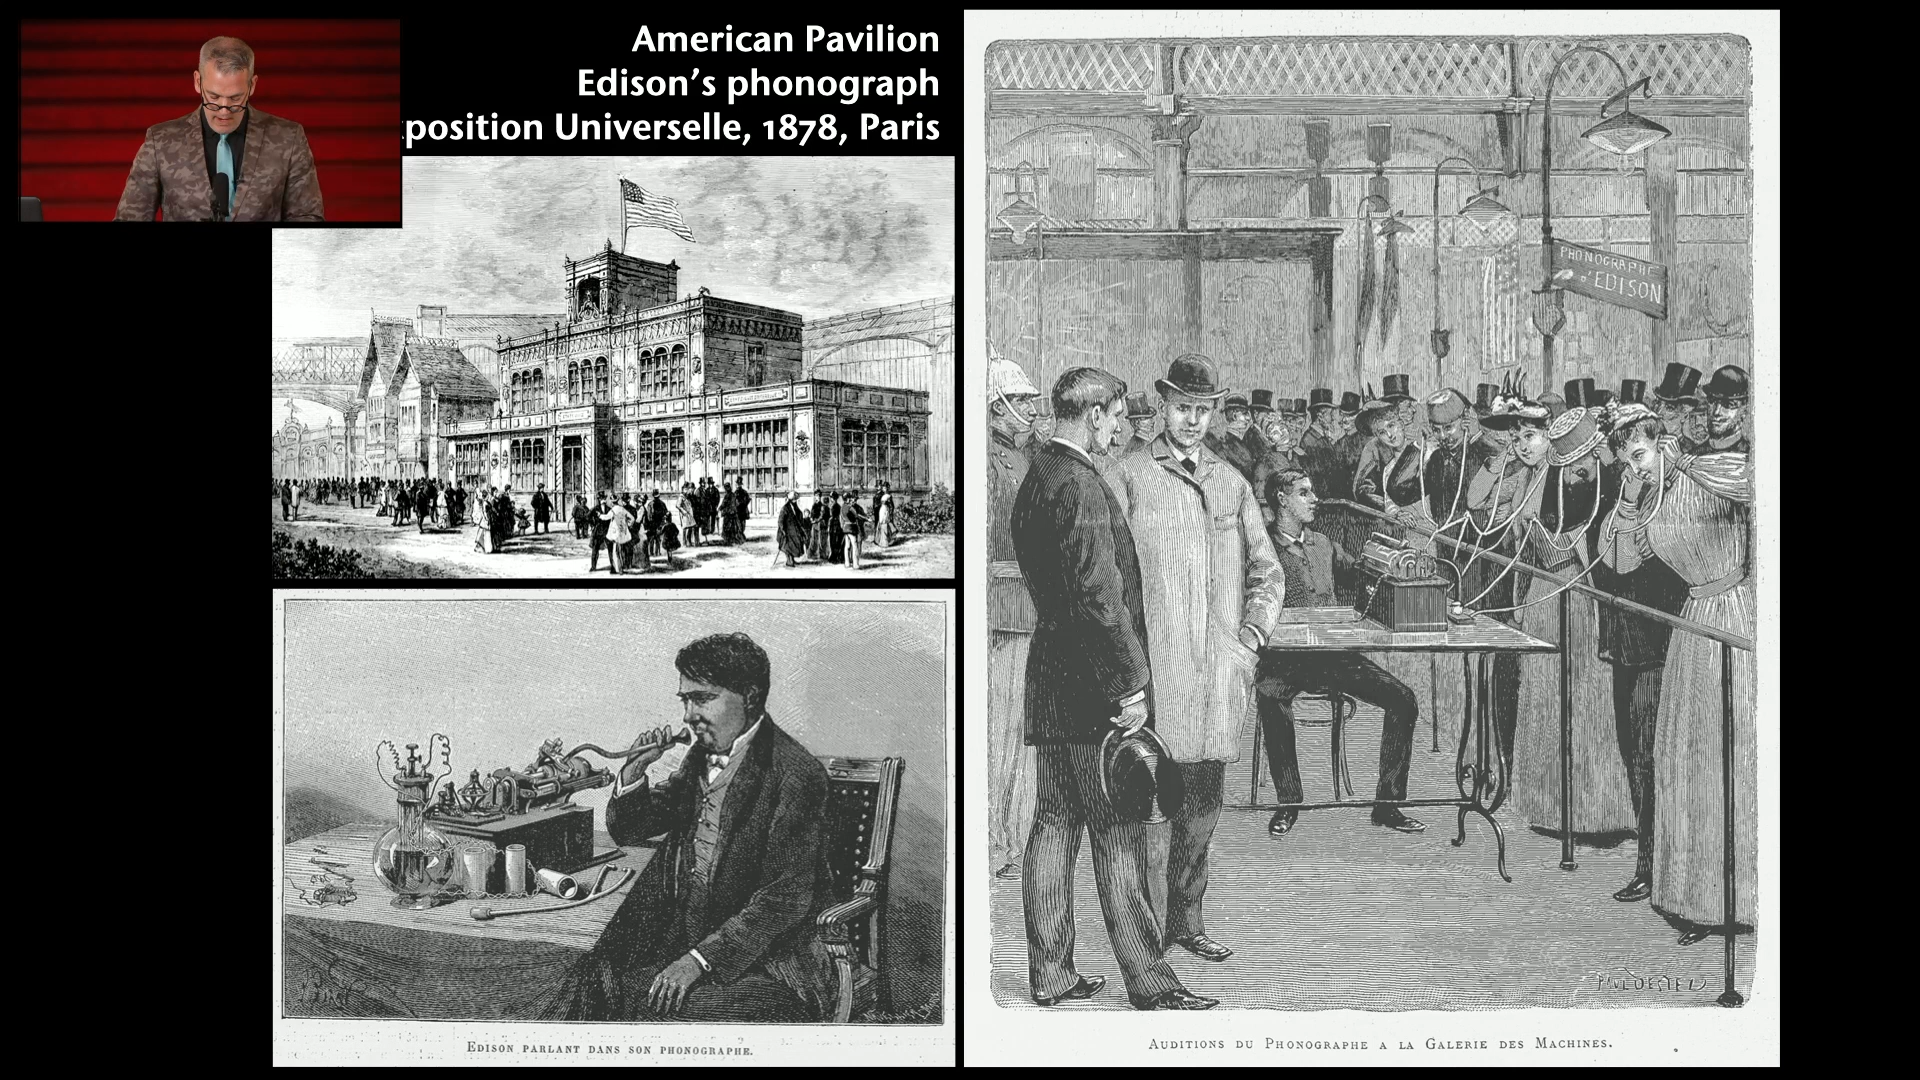 American Pavilion
Edison’s phonograph
xposition Universelle, 1878, Paris
PHONOGRAPHE
D'EDISON
EDISON PARLANT DANS SON PHONOGRAPHE.
AUDITIONS DU PHONOGRAPHE A LA GALERIE DES MACHINES.